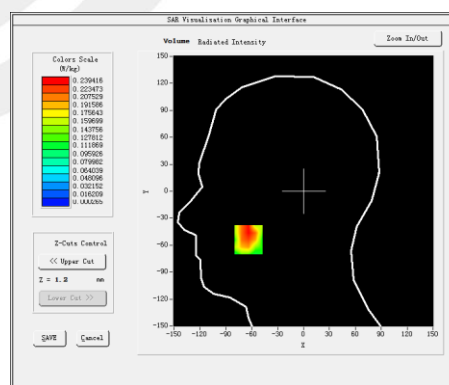 SAR Visualisation Graphical Interface
Volume Radiated Intensity
Zoom In/Out
Colors Scale
(W/kg)
0.239416
0.223473
0.207529
0.191586
0.175643
0.159699
0.143756
0.127812
0.111869
0.095926
0.079982
0.064039
0.048096
0.032152
0.016209
0.000265
Z-Cuts Control
<< Upper Cut
Z = 1.2 mm
Lower Cut >>
SAVE Cancel
150
120
90
60
30
0
-30
-60
-90
-120
-150
Y
-150 -120 -90 -60 -30 0 30 60 90 120 150
X